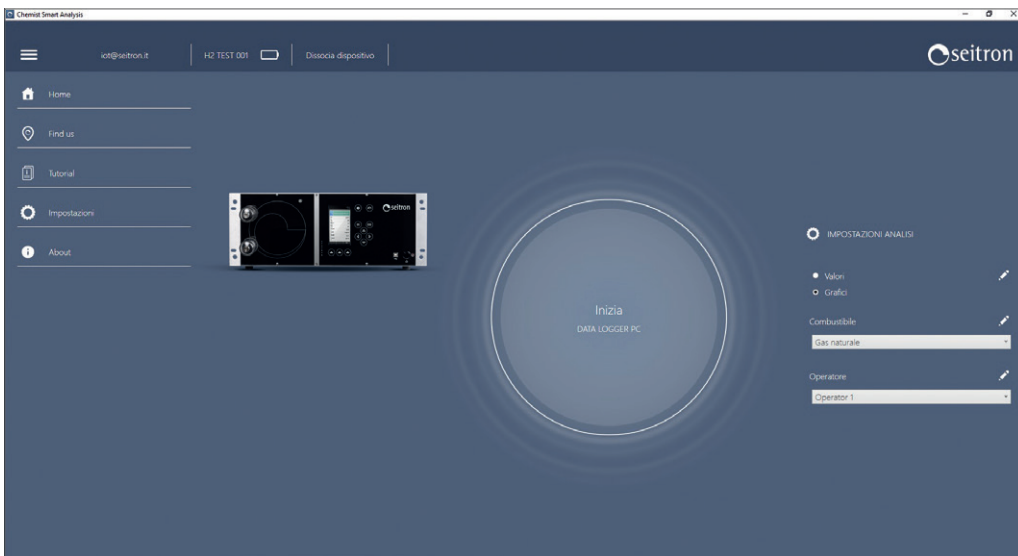 Chemist Smart Analysis
iot@seitron.it
H2 TEST 001
Dissocia dispositivo
seitron
Home
Find us
Tutorial
Impostazioni
About
seitron
Inizia
DATA LOGGER PC
IMPOSTAZIONI ANALISI
Valori
Grafici
Combustibile
Gas naturale
Operatore
Operator 1